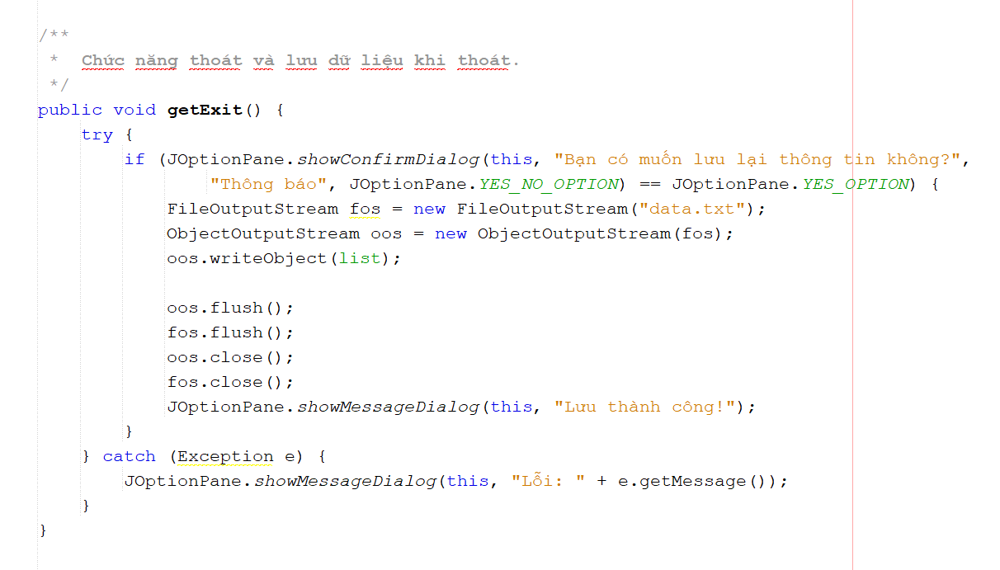 /**
 *  Chức năng thoát và lưu dữ liệu khi thoát.
 */
public void getExit() {
    try {
        if (JOptionPane.showConfirmDialog(this, "Bạn có muốn lưu lại thông tin không?",
                "Thông báo", JOptionPane.YES_NO_OPTION) == JOptionPane.YES_OPTION) {
            FileOutputStream fos = new FileOutputStream("data.txt");
            ObjectOutputStream oos = new ObjectOutputStream(fos);
            oos.writeObject(list);

            oos.flush();
            fos.flush();
            oos.close();
            fos.close();
            JOptionPane.showMessageDialog(this, "Lưu thành công!");
        }
    } catch (Exception e) {
        JOptionPane.showMessageDialog(this, "Lỗi: " + e.getMessage());
    }
}